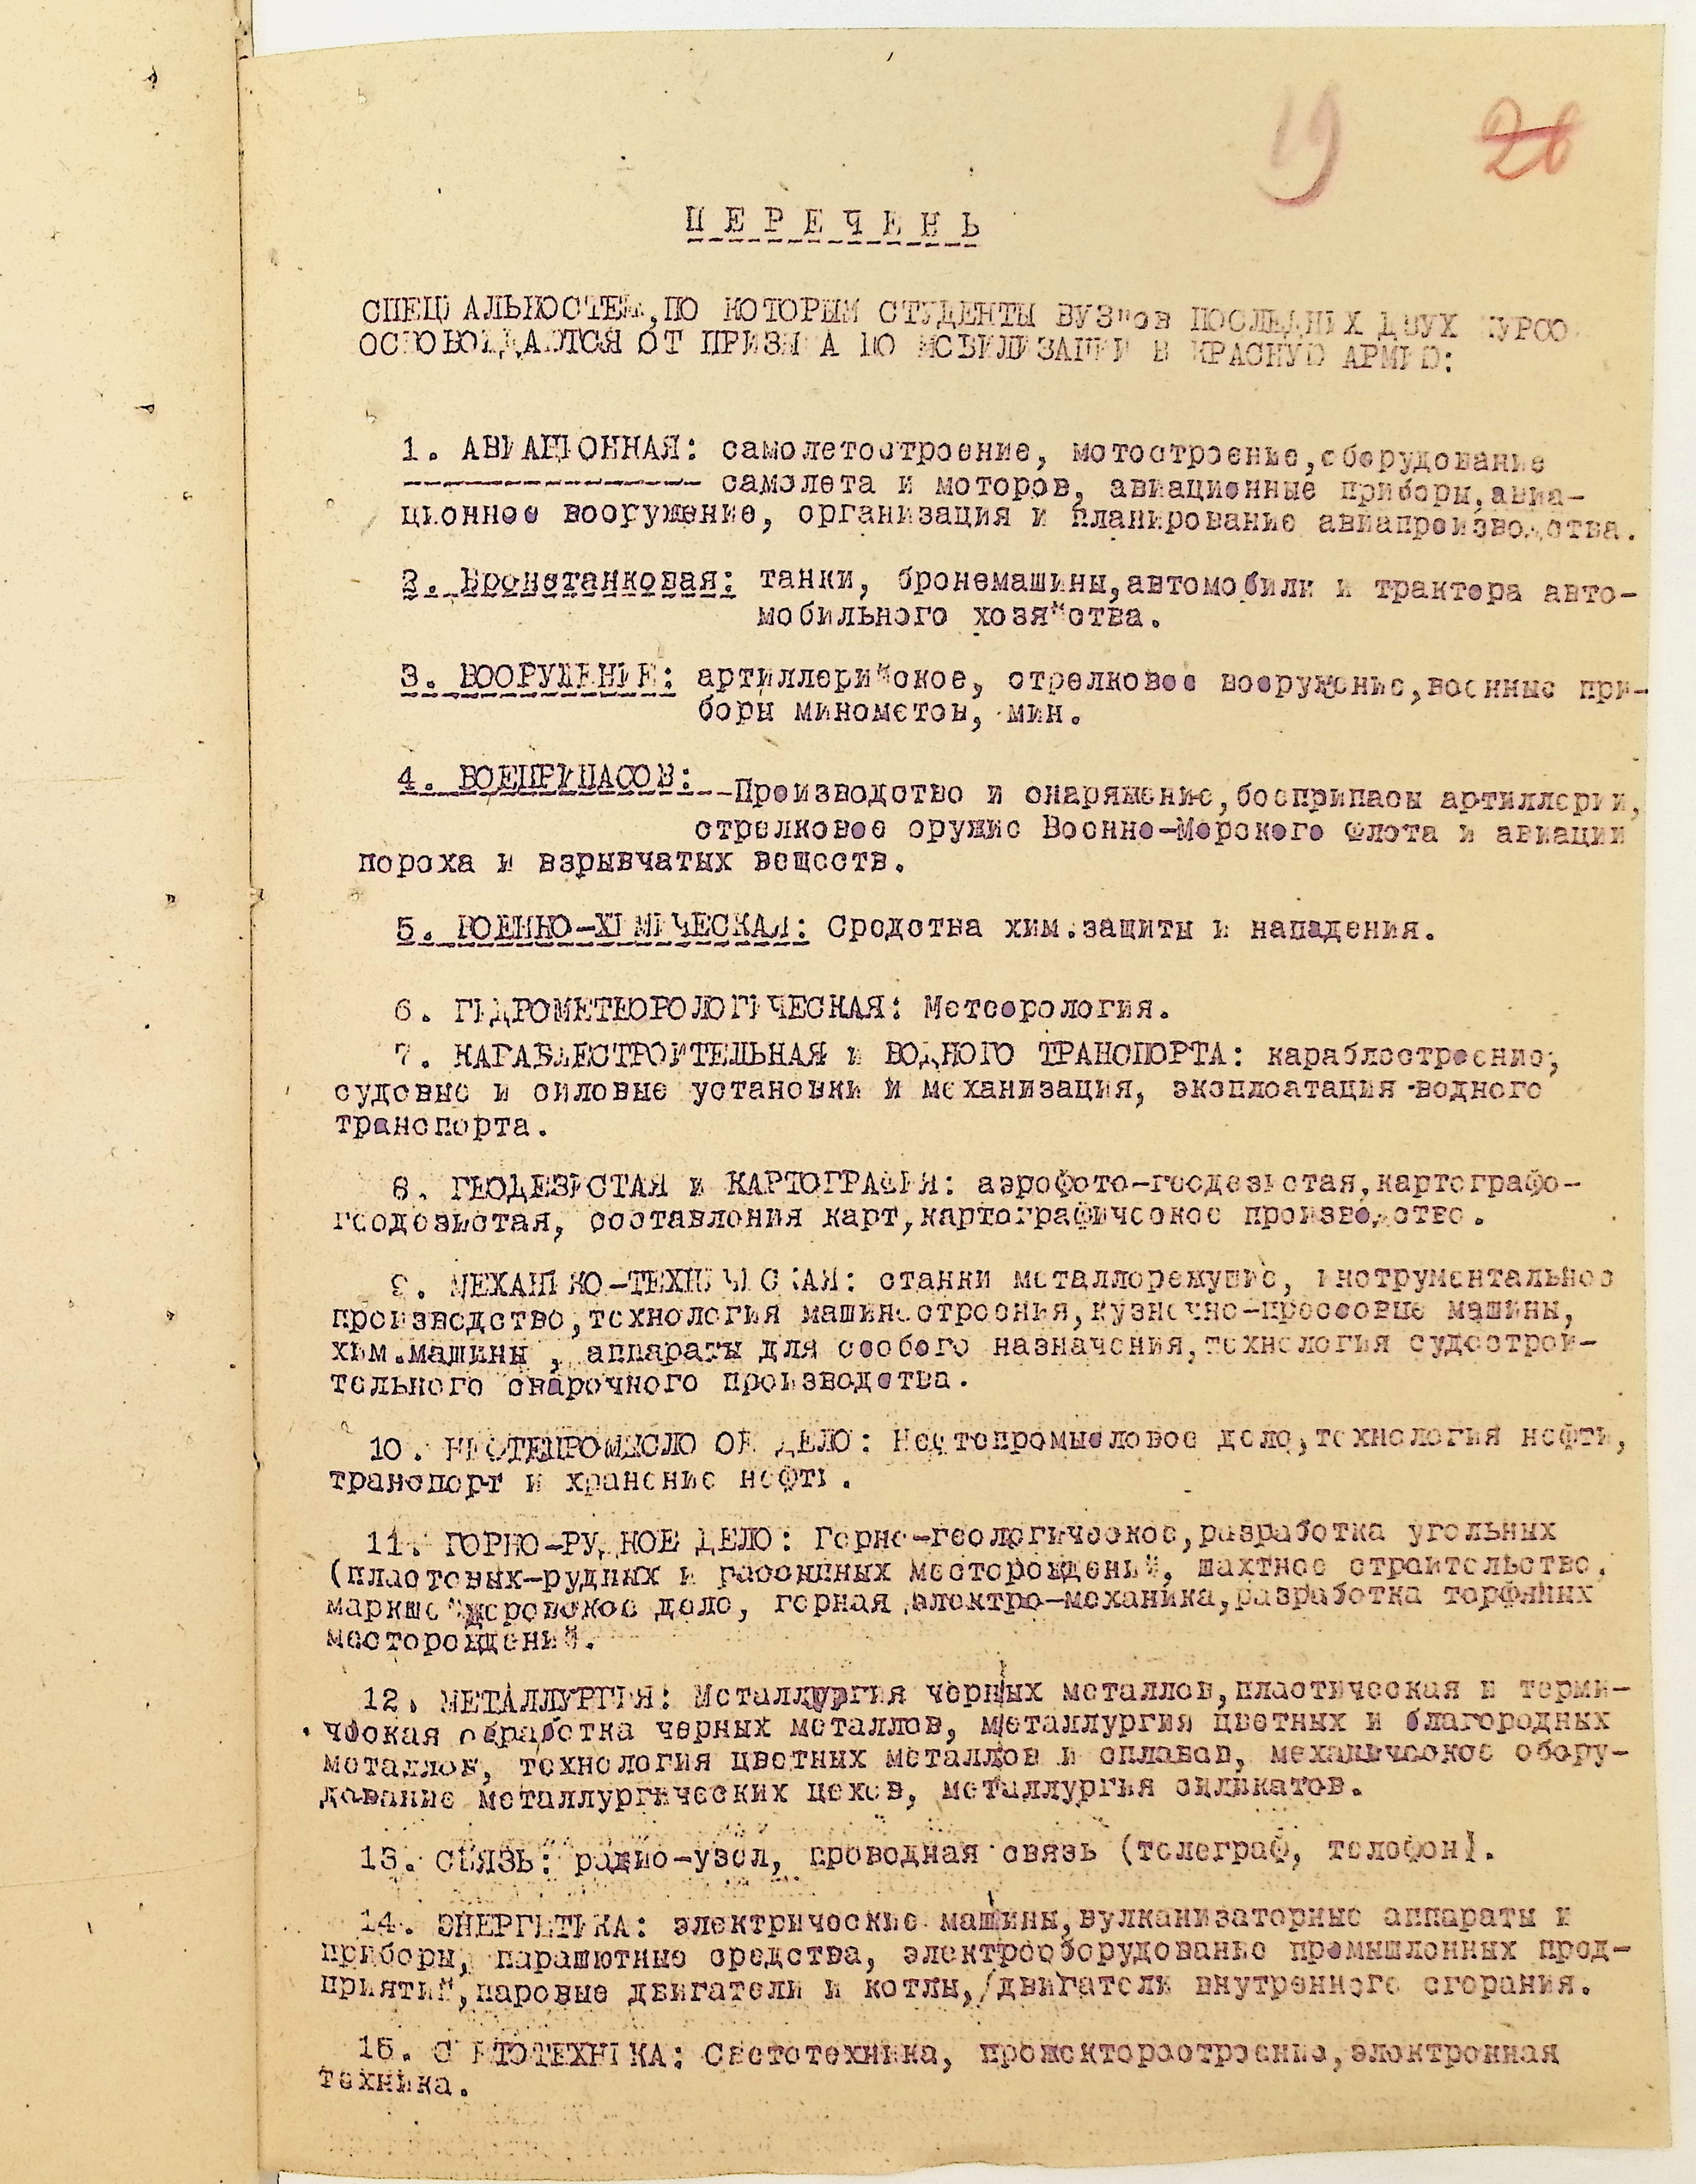 19 26
ПЕРЕЧЕНЬ
СПЕЦИАЛЬНОСТЕЙ, ПО КОТОРЫМ СТУДЕНТЫ ВУЗ"ов ПОСЛЕДНИХ ДВУХ КУРСО
ОСВОБОЖДАЮТСЯ ОТ ПРИЗЫВА ПО МОБИЛИЗАЦИИ В КРАСНУЮ АРМИЮ:
1. АВИАЦИОННАЯ: самолетостроение, мотостроенье, оборудование
самолета и моторов, авиационные приборы, авиа-
ционное вооружение, организация и планирование авиапроизводства.
2. Бронетанковая: танки, бронемашины, автомобили и трактора авто-
мобильного хозяйства.
3. ВООРУЖЕНИЕ: артиллерийское, стрелковое вооружение, военные при-
боры минометов, мин.
4. БОЕПРИПАСОВ: Производство и снаряжение, боеприпасы артиллерии,
стрелковое оружие Военно-Морского Флота и авиации
пороха и взрывчатых веществ.
5. ВОЕННО-ХИМИЧЕСКАЯ: Средства хим.защиты и нападения.
6. ГИДРОМЕТЕОРОЛОГИЧЕСКАЯ: Метеорология.
7. КАРАБЛЕСТРОИТЕЛЬНАЯ и ВОДНОГО ТРАНСПОРТА: караблестроение,
судовые и силовые установки и механизация, эксплоатация водного
транспорта.
8. ГЕОДЕЗИСТАЯ и КАРТОГРАФИЯ: аэрофото-геодезистая, картографо-
геодезистая, составления карт, картографическое производство.
9. МЕХАНИКО-ТЕХНИЧЕСКАЯ: станки металлорежущие, инструментальное
производство, технология машиностроения, кузнечно-прессовые машины,
хим.машины , аппараты для особого назначения, технология судострои-
тельного сварочного производства.
10. НЕФТЕПРОМЫСЛОВОЕ ДЕЛО: Нефтепромысловое дело, технология нефти,
транспорт и хранение нефти.
11. ГОРНО-РУДНОЕ ДЕЛО: Горно-геологическое, разработка угольных
(пластовых-рудных и рассыпных месторождений, шахтное строительство,
маркшейдеровское дело, горная электро-механика, разработка торфяных
месторождений.
12. МЕТАЛЛУРГИЯ: Металлургия черных металлов, пластическая и терми-
ческая обработка черных металлов, металлургия цветных и благородных
металлов, технология цветных металлов и сплавов, механическое обору-
дование металлургических цехов, металлургия силикатов.
13. СВЯЗЬ: радио-узел, проводная связь (телеграф, телефон).
14. ЭНЕРГЕТИКА: электрические машины, вулканизаторные аппараты и
приборы, парашютные средства, электрооборудование промышленных пред-
приятий, паровые двигатели и котлы, /двигатели внутренного сгорания.
15. СВЕТОТЕХНИКА: Светотехника, прожекторостроение, электронная
техника.